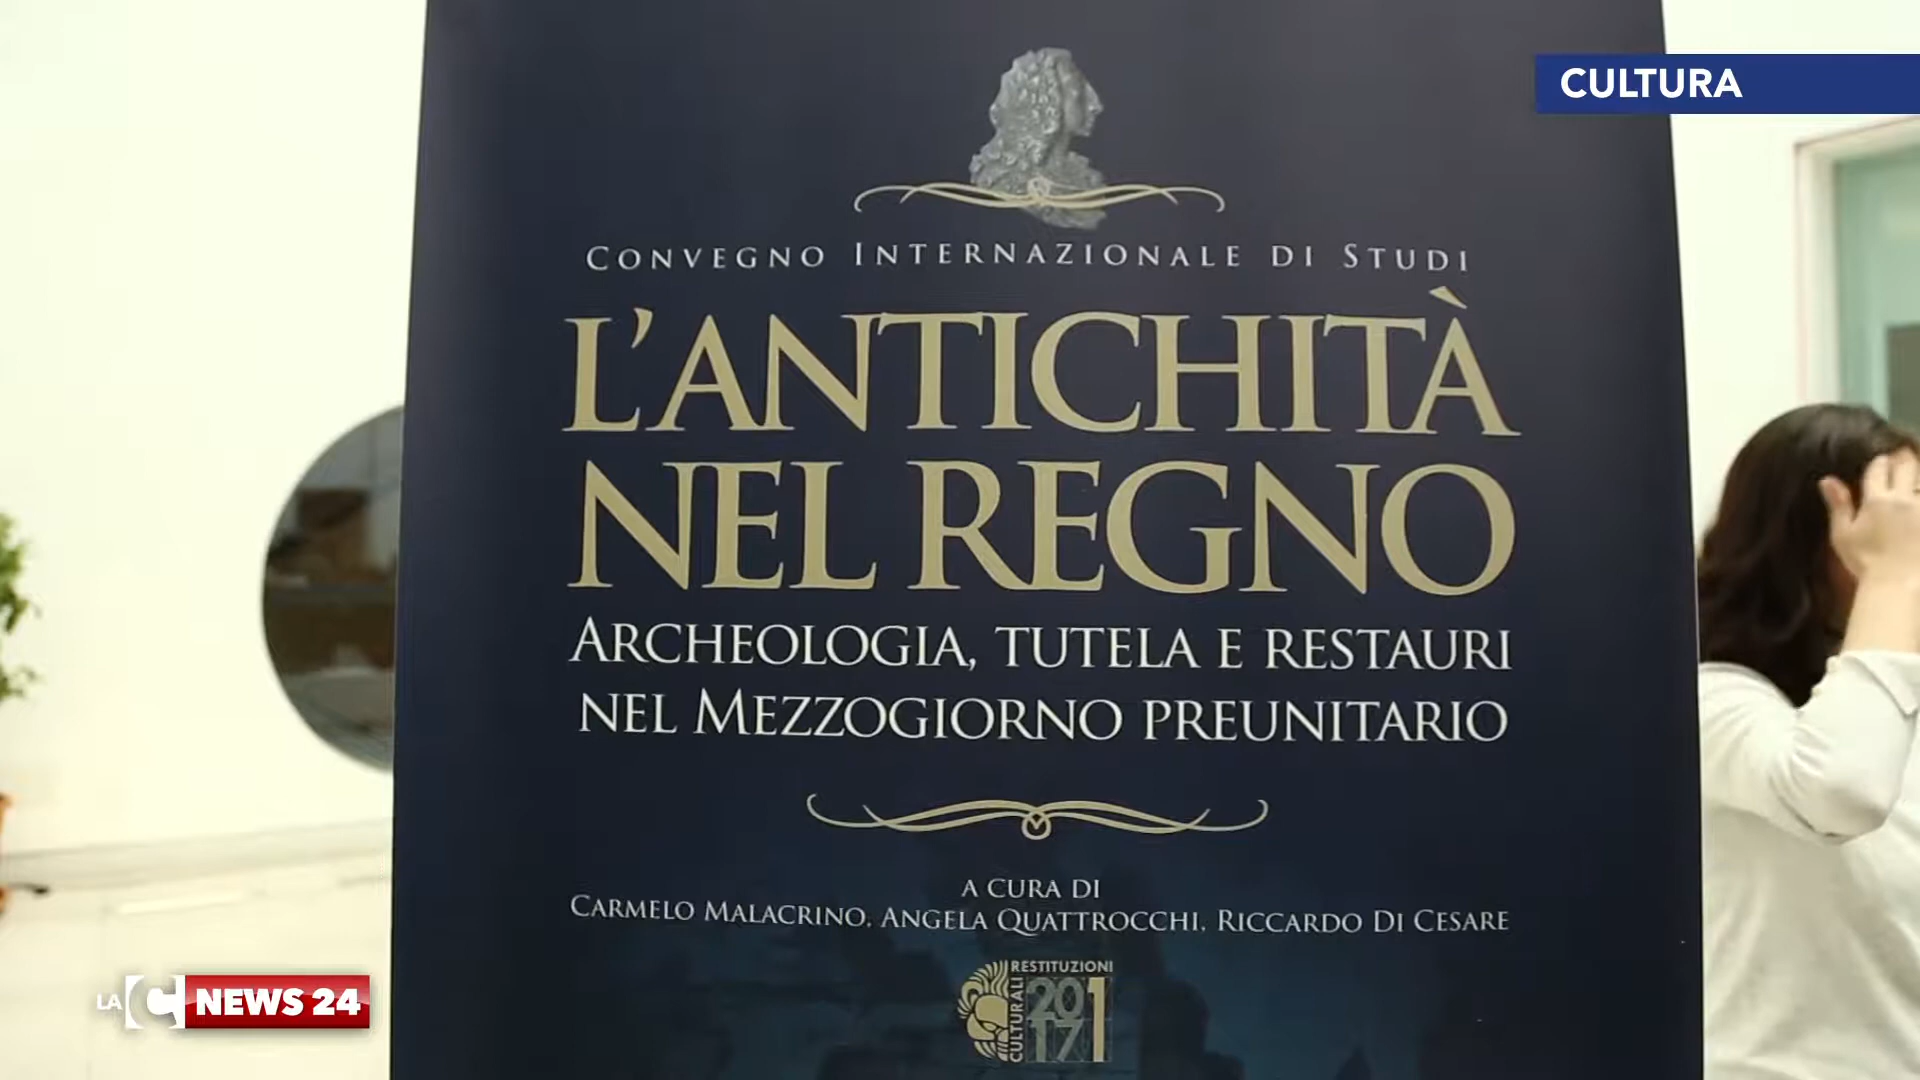 CULTURA
CONVEGNO INTERNAZIONALE DI STUDI
L'ANTICHITÀ
NEL REGNO
ARCHEOLOGIA, TUTELA E RESTAURI
NEL MEZZOGIORNO PREUNITARIO
A CURA DI
CARMELO MALACRINO, ANGELA QUATTROCCHI, RICCARDO DI CESARE
RESTITUZIONI
CULTURALI
2017
1
LA C NEWS 24